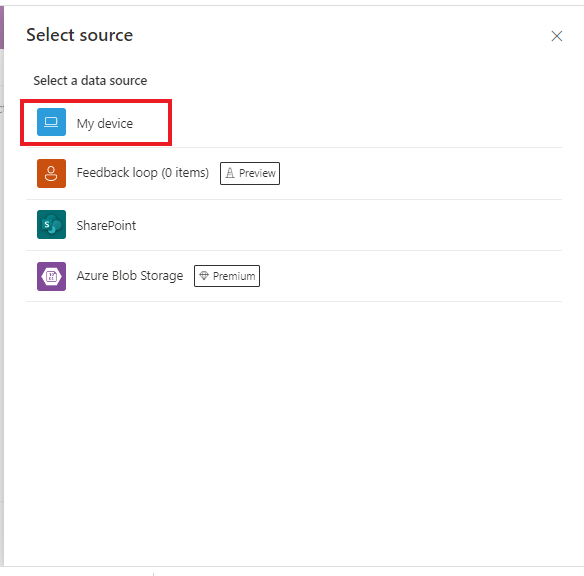 Select source
Select a data source
My device
Feedback loop (0 items) Preview
SharePoint
Azure Blob Storage Premium